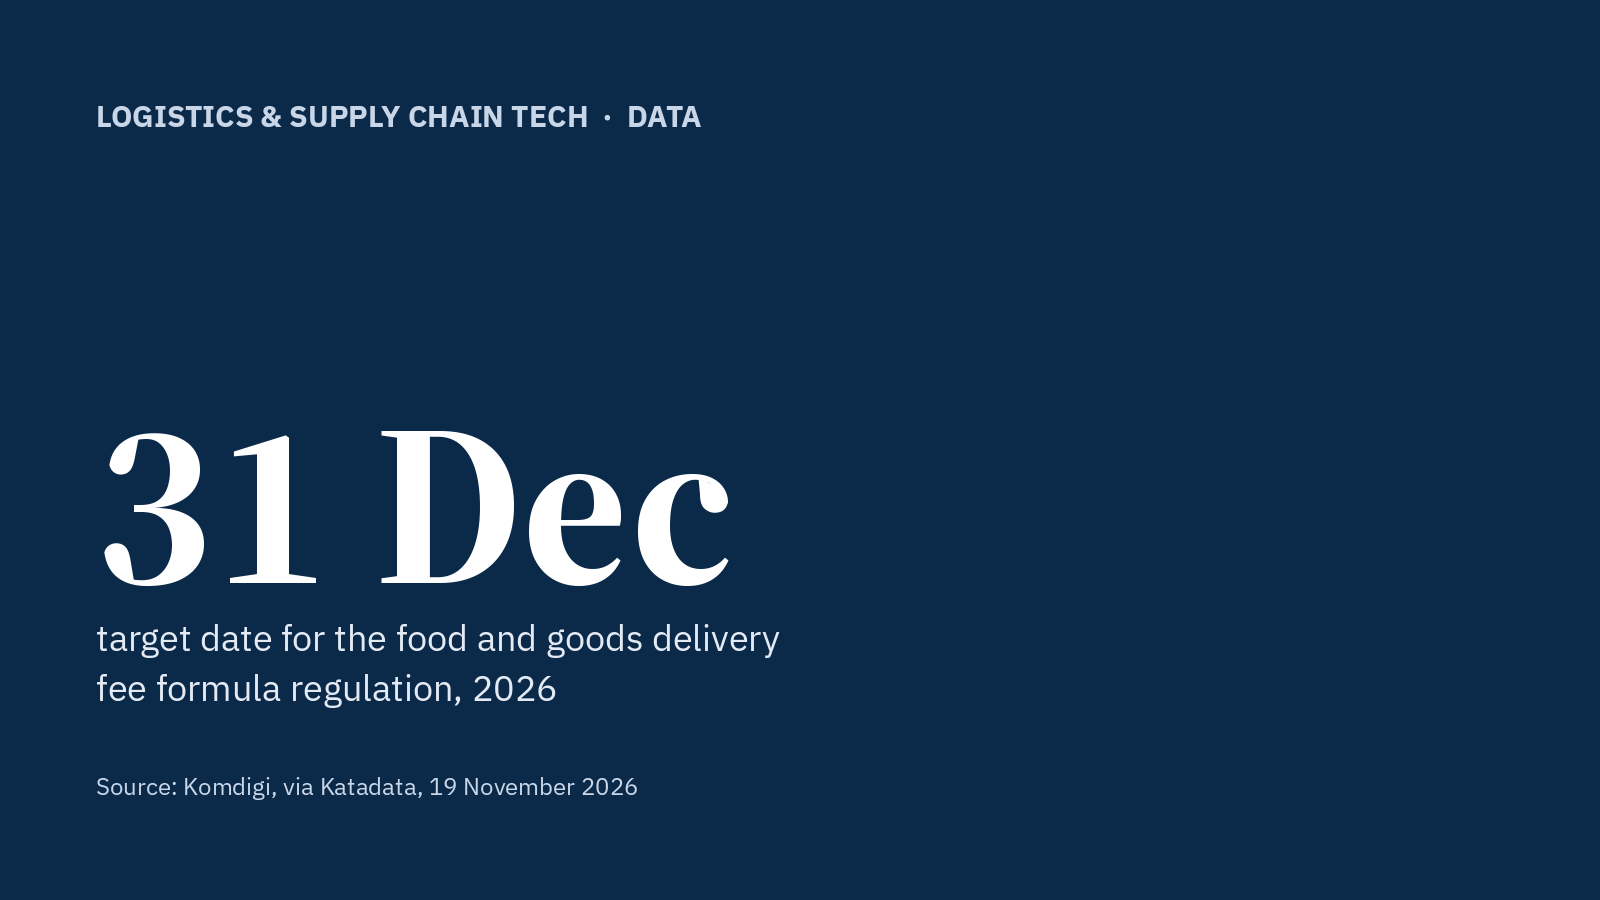 LOGISTICS & SUPPLY CHAIN TECH · DATA
31 Dec
target date for the food and goods delivery
fee formula regulation, 2026
Source: Komdigi, via Katadata, 19 November 2026